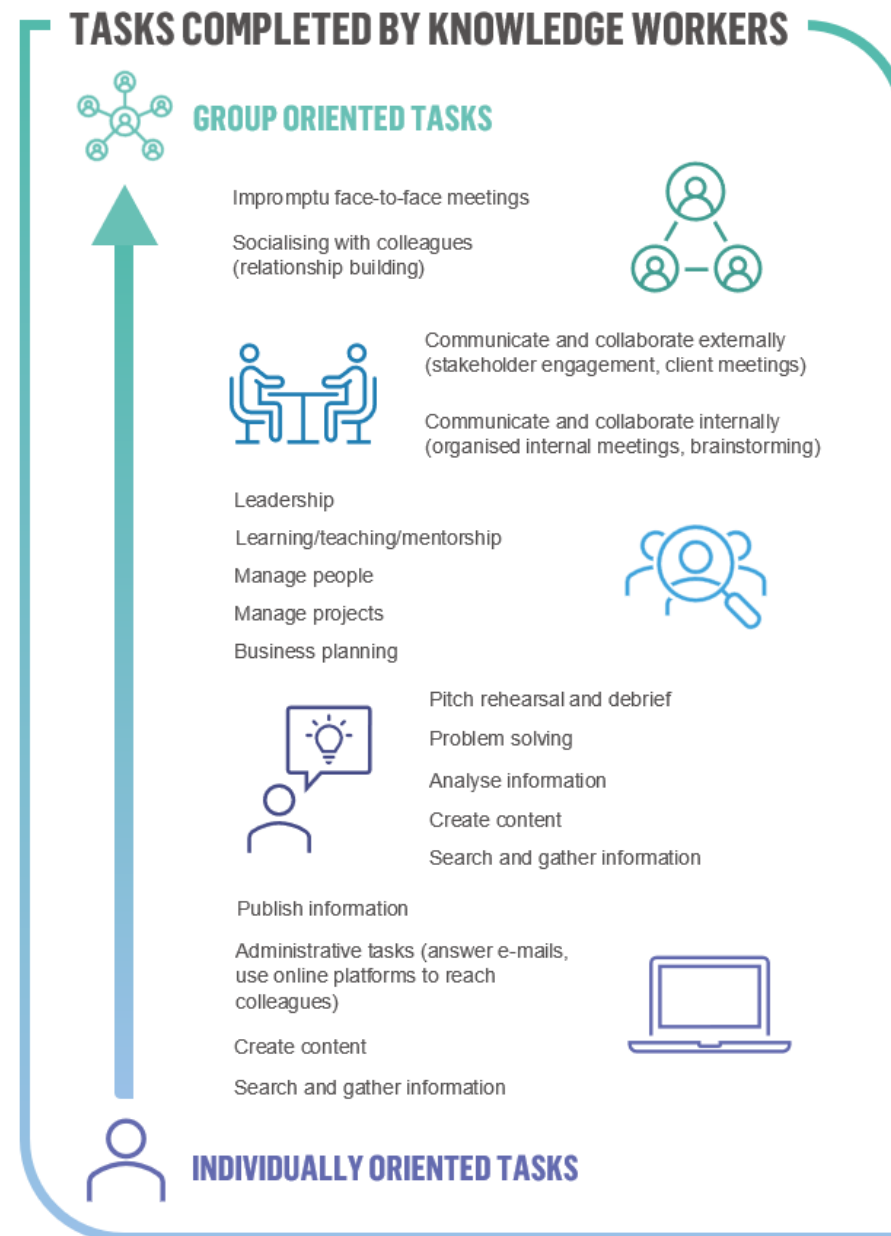 TASKS COMPLETED BY KNOWLEDGE WORKERS
GROUP ORIENTED TASKS
Impromptu face-to-face meetings
Socialising with colleagues
(relationship building)
Communicate and collaborate externally
(stakeholder engagement, client meetings)
Communicate and collaborate internally
(organised internal meetings, brainstorming)
Leadership
Learning/teaching/mentorship
Manage people
Manage projects
Business planning
Pitch rehearsal and debrief
Problem solving
Analyse information
Create content
Search and gather information
Publish information
Administrative tasks (answer e-mails,
use online platforms to reach
colleagues)
Create content
Search and gather information
INDIVIDUALLY ORIENTED TASKS